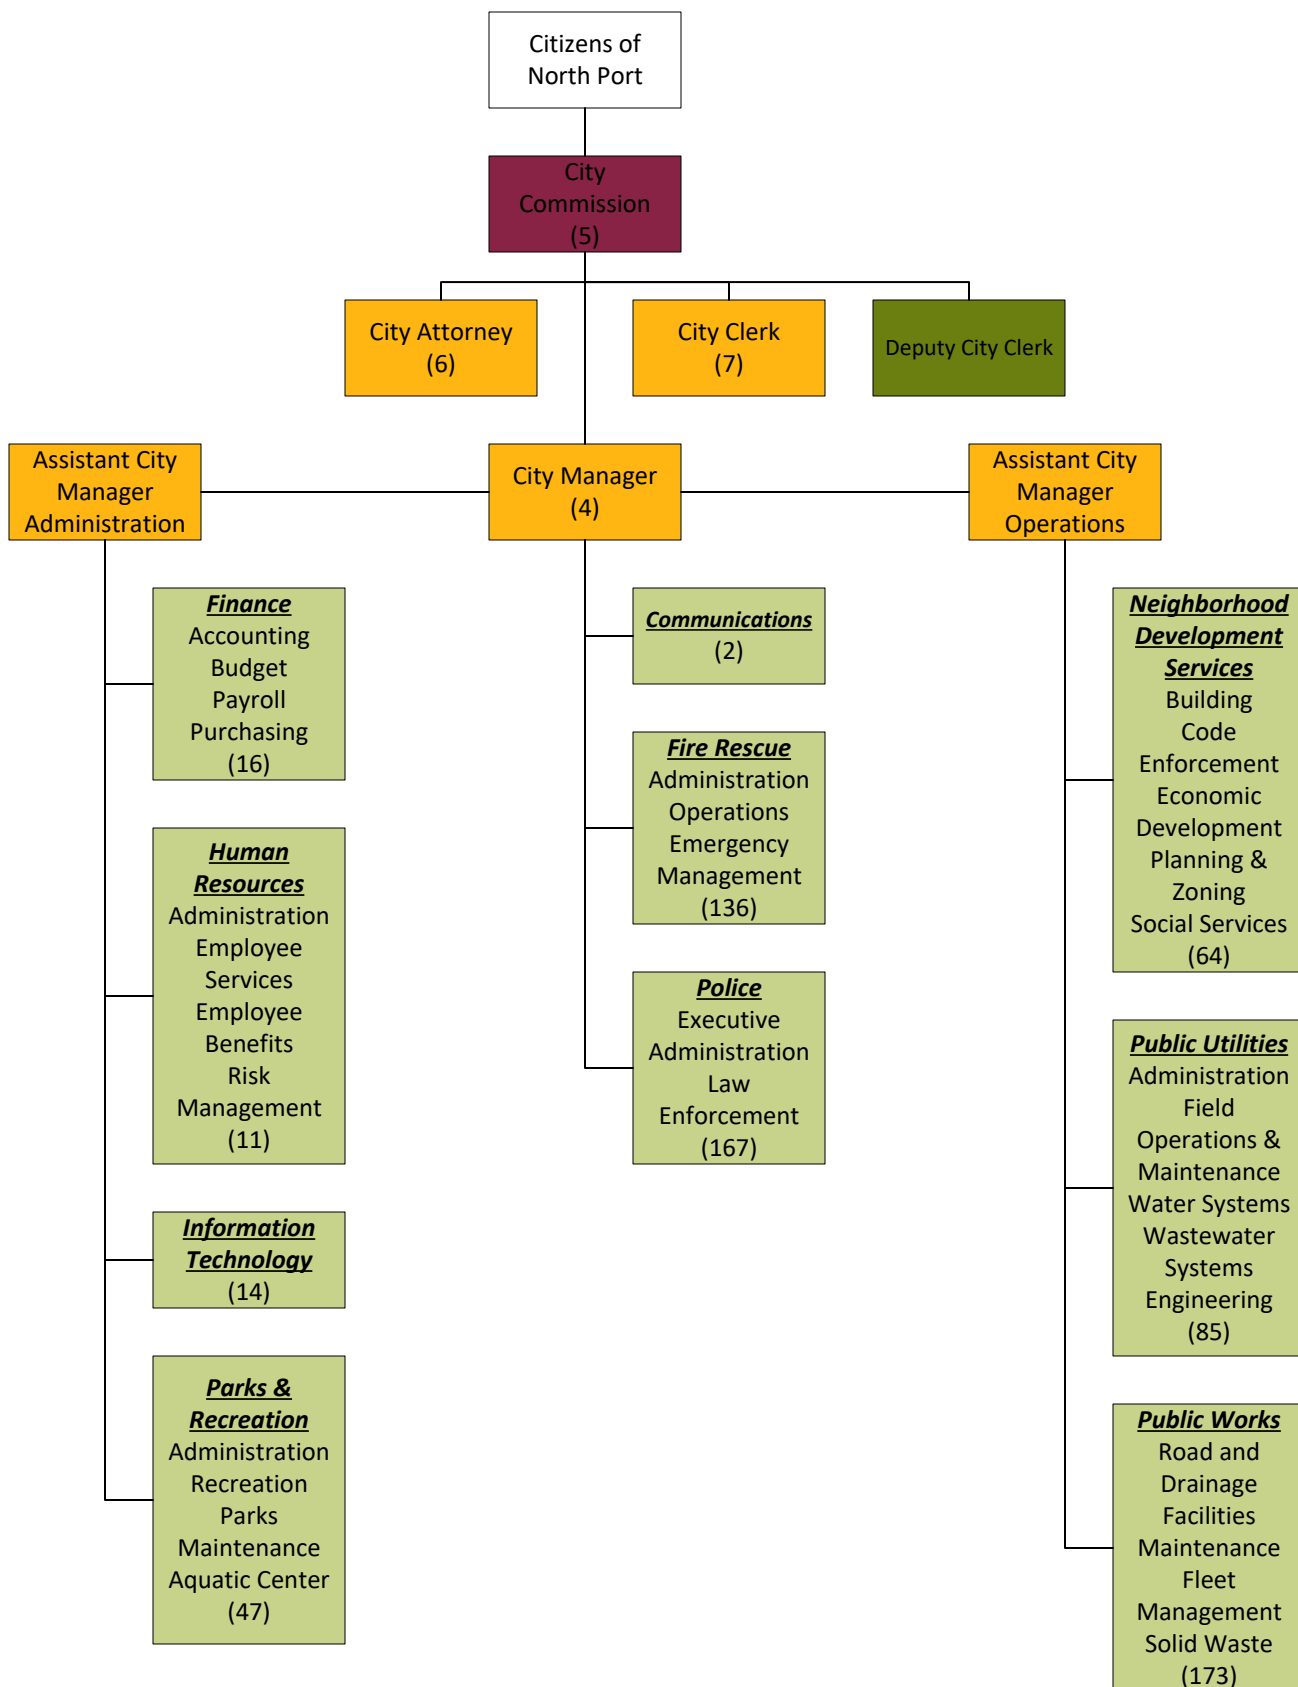 Citizens of
North Port
City
Commission
(5)
City Attorney
(6)
City Clerk
(7)
Deputy City Clerk
Assistant City
Manager
Administration
City Manager
(4)
Assistant City
Manager
Operations
Finance
Accounting
Budget
Payroll
Purchasing
(16)
Human
Resources
Administration
Employee
Services
Employee
Benefits
Risk
Management
(11)
Information
Technology
(14)
Parks &
Recreation
Administration
Recreation
Parks
Maintenance
Aquatic Center
(47)
Communications
(2)
Fire Rescue
Administration
Operations
Emergency
Management
(136)
Police
Executive
Administration
Law
Enforcement
(167)
Neighborhood
Development
Services
Building
Code
Enforcement
Economic
Development
Planning &
Zoning
Social Services
(64)
Public Utilities
Administration
Field
Operations &
Maintenance
Water Systems
Wastewater
Systems
Engineering
(85)
Public Works
Road and
Drainage
Facilities
Maintenance
Fleet
Management
Solid Waste
(173)